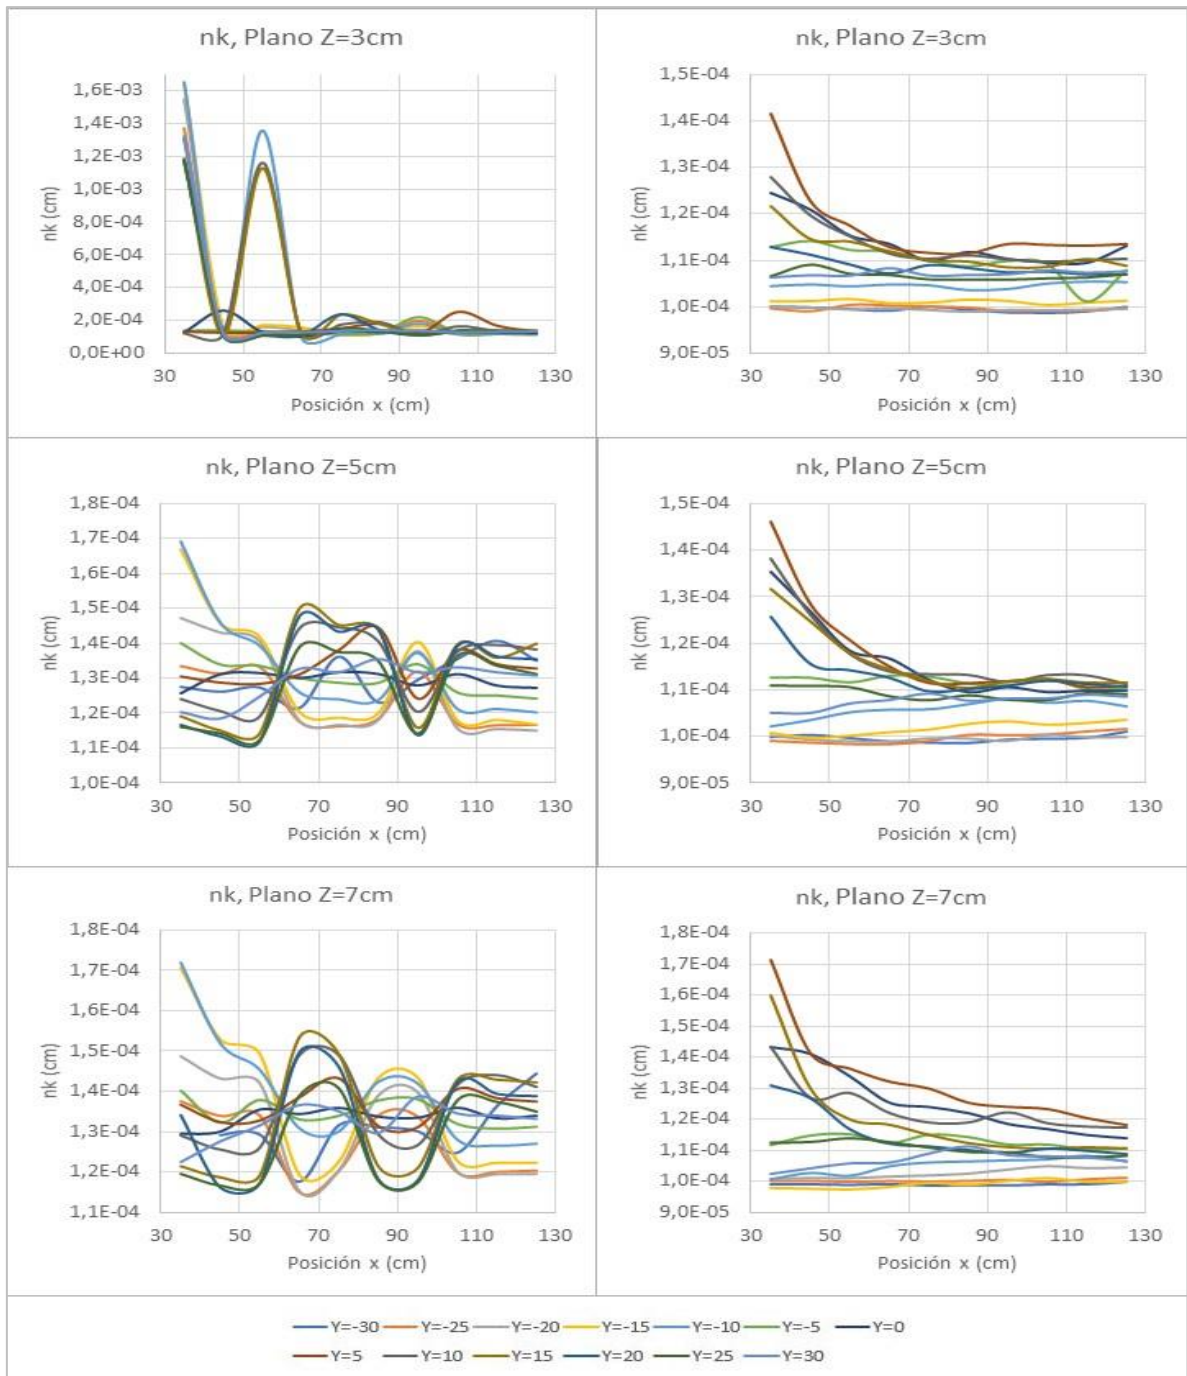 nk, Plano Z=3cm
1,6E-03
1,4E-03
1,2E-03
1,0E-03
8,0E-04
6,0E-04
4,0E-04
2,0E-04
0,0E+00
nk (cm)
30 50 70 90 110 130
Posición x (cm)
nk, Plano Z=3cm
1,5E-04
1,4E-04
1,3E-04
1,2E-04
1,1E-04
1,0E-04
9,0E-05
nk (cm)
30 50 70 90 110 130
Posición x (cm)
nk, Plano Z=5cm
1,8E-04
1,7E-04
1,6E-04
1,5E-04
1,4E-04
1,3E-04
1,2E-04
1,1E-04
1,0E-04
nk (cm)
30 50 70 90 110 130
Posición x (cm)
nk, Plano Z=5cm
1,5E-04
1,4E-04
1,3E-04
1,2E-04
1,1E-04
1,0E-04
9,0E-05
nk (cm)
30 50 70 90 110 130
Posición x (cm)
nk, Plano Z=7cm
1,8E-04
1,7E-04
1,6E-04
1,5E-04
1,4E-04
1,3E-04
1,2E-04
1,1E-04
nk (cm)
30 50 70 90 110 130
Posición x (cm)
nk, Plano Z=7cm
1,8E-04
1,7E-04
1,6E-04
1,5E-04
1,4E-04
1,3E-04
1,2E-04
1,1E-04
1,0E-04
9,0E-05
nk (cm)
30 50 70 90 110 130
Posición x (cm)
Y=-30 Y=-25 Y=-20 Y=-15 Y=-10 Y=-5 Y=0
Y=5 Y=10 Y=15 Y=20 Y=25 Y=30